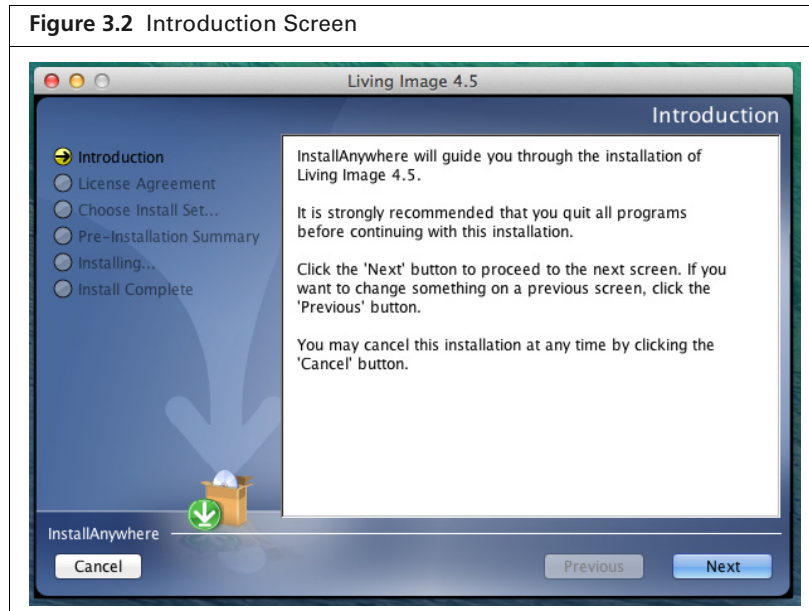 Figure 3.2 Introduction Screen
Living Image 4.5
Introduction
Introduction
License Agreement
Choose Install Set...
Pre-Installation Summary
Installing...
Install Complete
InstallAnywhere will guide you through the installation of
Living Image 4.5.
It is strongly recommended that you quit all programs
before continuing with this installation.
Click the 'Next' button to proceed to the next screen. If you
want to change something on a previous screen, click the
'Previous' button.
You may cancel this installation at any time by clicking the
'Cancel' button.
InstallAnywhere
Cancel
Previous
Next